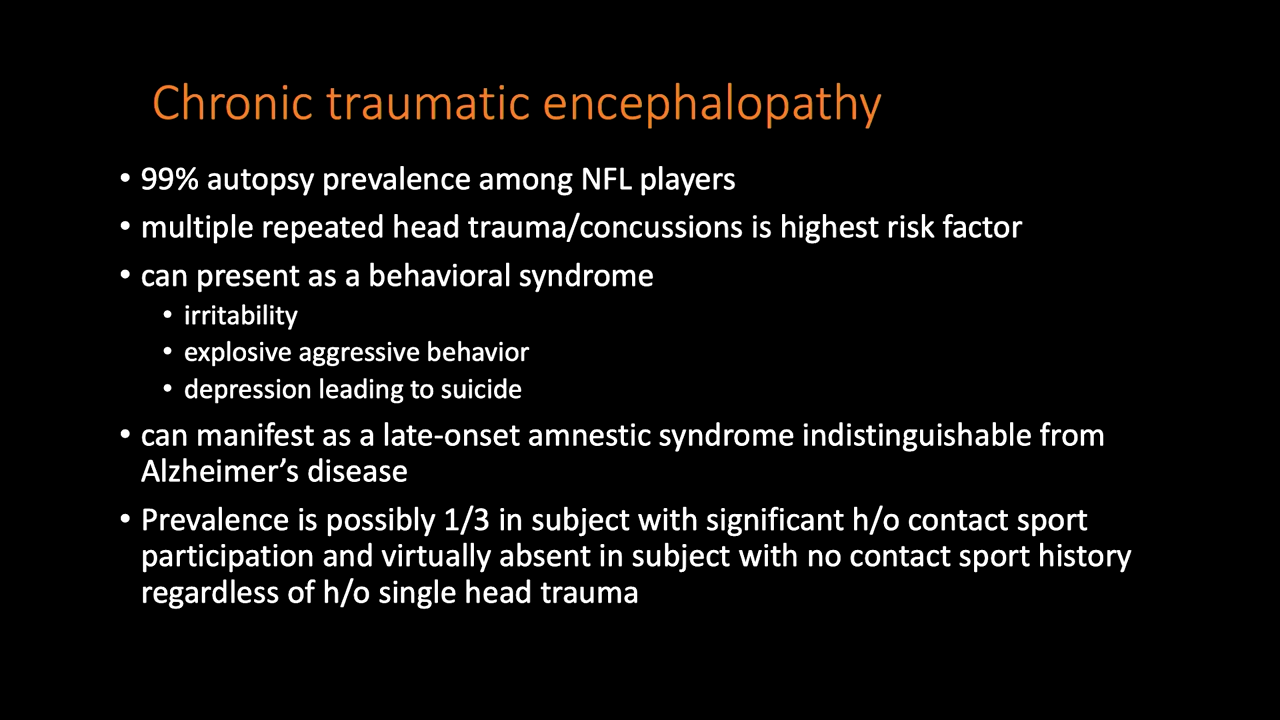 Chronic traumatic encephalopathy
• 99% autopsy prevalence among NFL players
• multiple repeated head trauma/concussions is highest risk factor
• can present as a behavioral syndrome
• irritability
• explosive aggressive behavior
• depression leading to suicide
• can manifest as a late-onset amnestic syndrome indistinguishable from
Alzheimer’s disease
• Prevalence is possibly 1/3 in subject with significant h/o contact sport
participation and virtually absent in subject with no contact sport history
regardless of h/o single head trauma